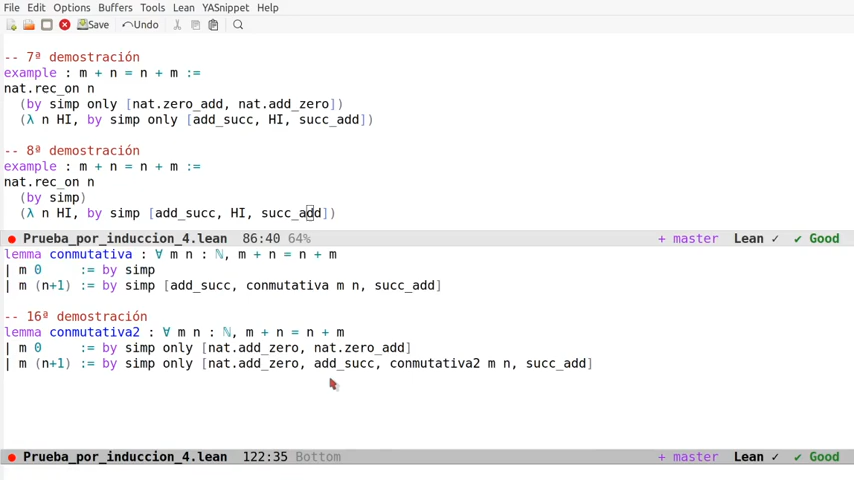 File Edit Options Buffers Tools Lean YASnippet Help
Save Undo
-- 7ª demostración
example : m + n = n + m :=
nat.rec_on n
  (by simp only [nat.zero_add, nat.add_zero])
  (λ n HI, by simp only [add_succ, HI, succ_add])
-- 8ª demostración
example : m + n = n + m :=
nat.rec_on n
  (by simp)
  (λ n HI, by simp [add_succ, HI, succ_add])
Prueba_por_induccion_4.lean 86:40 64% + master Lean ✓ ✔ Good
lemma conmutativa : ∀ m n : ℕ, m + n = n + m
| m 0     := by simp
| m (n+1) := by simp [add_succ, conmutativa m n, succ_add]
-- 16ª demostración
lemma conmutativa2 : ∀ m n : ℕ, m + n = n + m
| m 0     := by simp only [nat.add_zero, nat.zero_add]
| m (n+1) := by simp only [nat.add_zero, add_succ, conmutativa2 m n, succ_add]
Prueba_por_induccion_4.lean 122:35 Bottom + master Lean ✓ ✔ Good